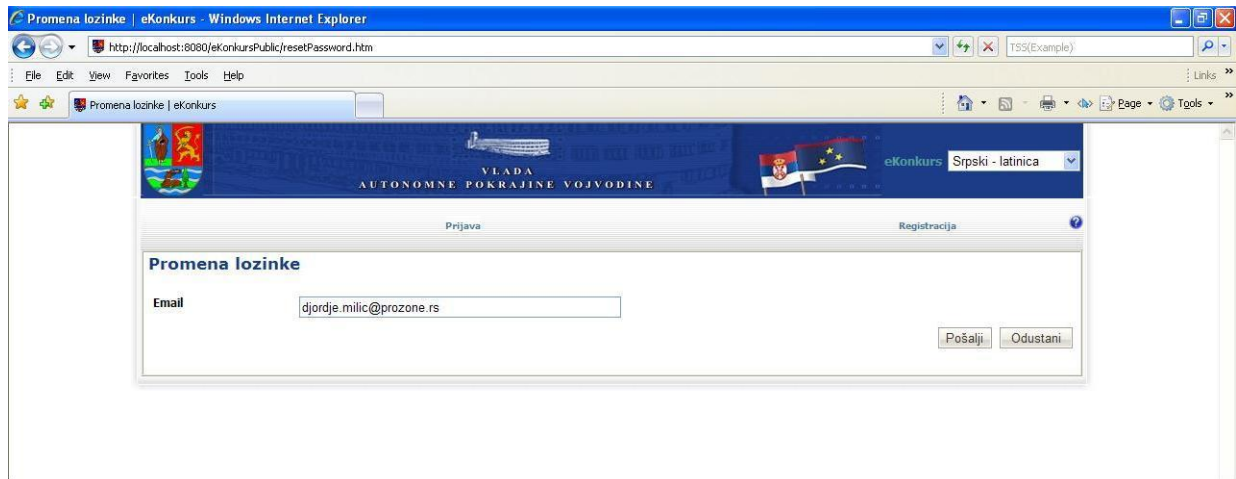 Promena lozinke | eKonkurs - Windows Internet Explorer
http://localhost:8080/eKonkursPublic/resetPassword.htm
TSS(Example)
File Edit View Favorites Tools Help
Links »
Promena lozinke | eKonkurs
Page Tools »
VLADA
AUTONOMNE POKRAJINE VOJVODINE
eKonkurs Srpski - latinica
Prijava Registracija
Promena lozinke
Email djordje.milic@prozone.rs
Pošalji Odustani